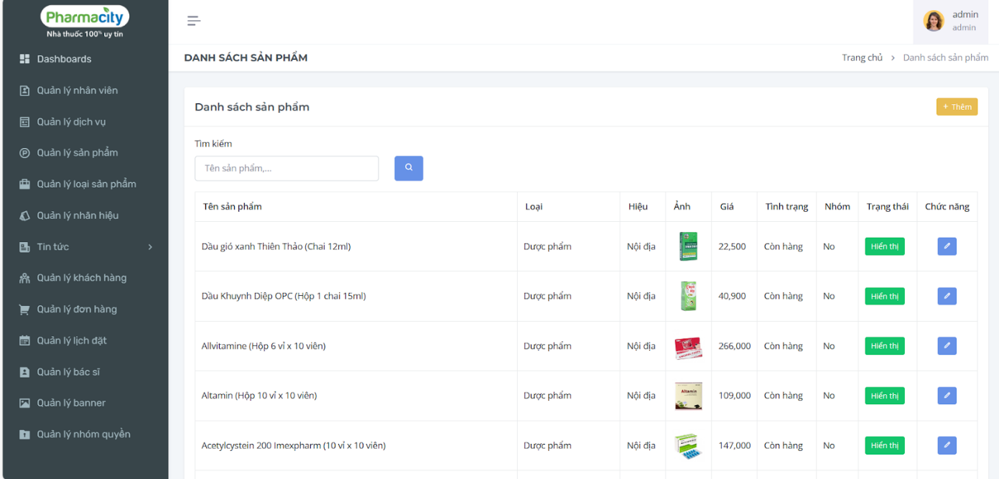 Pharmacity
Nhà thuốc 100% uy tín
Dashboards
Quản lý nhân viên
Quản lý dịch vụ
Quản lý sản phẩm
Quản lý loại sản phẩm
Quản lý nhãn hiệu
Tin tức
Quản lý khách hàng
Quản lý đơn hàng
Quản lý lịch đặt
Quản lý bác sĩ
Quản lý banner
Quản lý nhóm quyền
admin
admin
DANH SÁCH SẢN PHẨM
Trang chủ > Danh sách sản phẩm
Danh sách sản phẩm
+ Thêm
Tìm kiếm
Tên sản phẩm,...
Tên sản phẩm Loại Hiệu Ảnh Giá Tình trạng Nhóm Trạng thái Chức năng
Dầu gió xanh Thiên Thảo (Chai 12ml) Dược phẩm Nội địa 22,500 Còn hàng No Hiển thị
Dầu Khuynh Diệp OPC (Hộp 1 chai 15ml) Dược phẩm Nội địa 40,900 Còn hàng No Hiển thị
Allvitamine (Hộp 6 vỉ x 10 viên) Dược phẩm Nội địa 266,000 Còn hàng No Hiển thị
Altamin (Hộp 10 vỉ x 10 viên) Dược phẩm Nội địa Altamin 109,000 Còn hàng No Hiển thị
Acetylcystein 200 Imexpharm (10 vỉ x 10 viên) Dược phẩm Nội địa 147,000 Còn hàng No Hiển thị